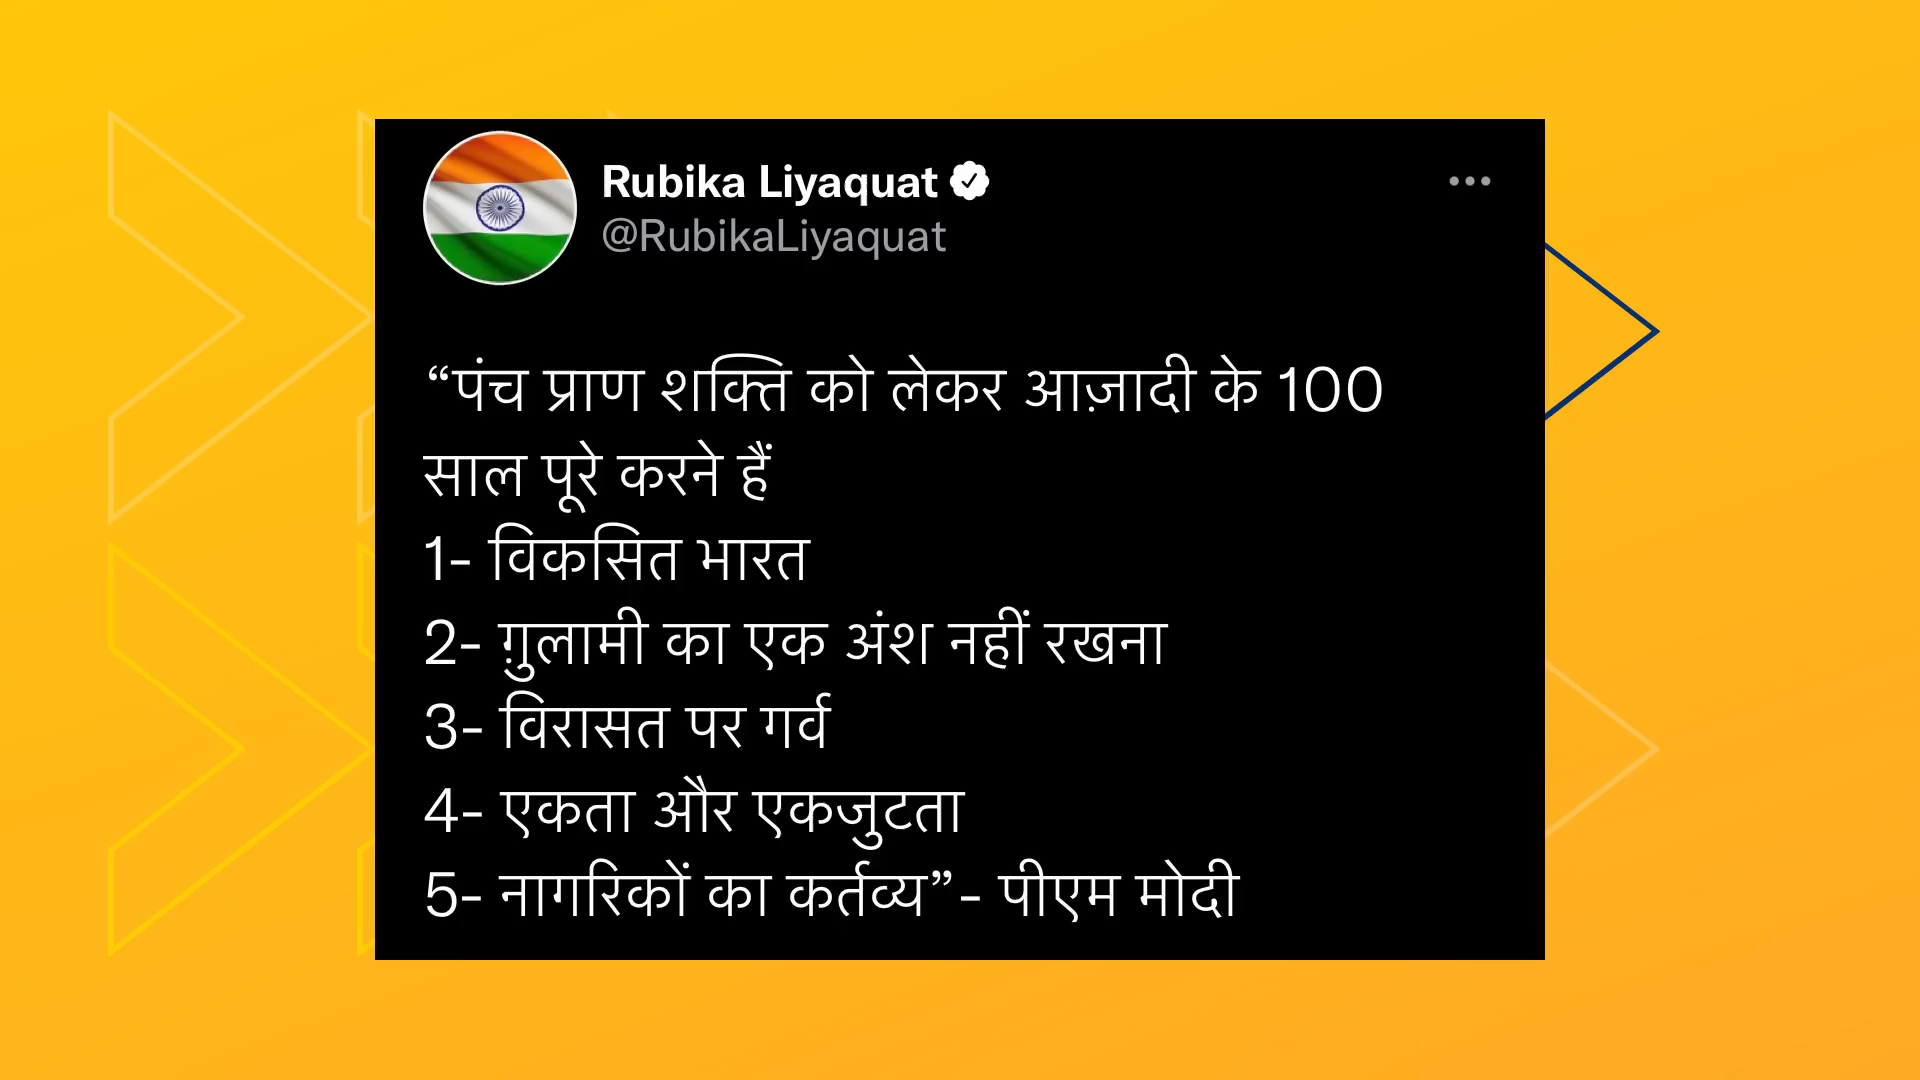 Rubika Liyaquat
@RubikaLiyaquat
“पंच प्राण शक्ति को लेकर आज़ादी के 100
साल पूरे करने हैं
1- विकसित भारत
2- ग़ुलामी का एक अंश नहीं रखना
3- विरासत पर गर्व
4- एकता और एकजुटता
5- नागरिकों का कर्तव्य”- पीएम मोदी